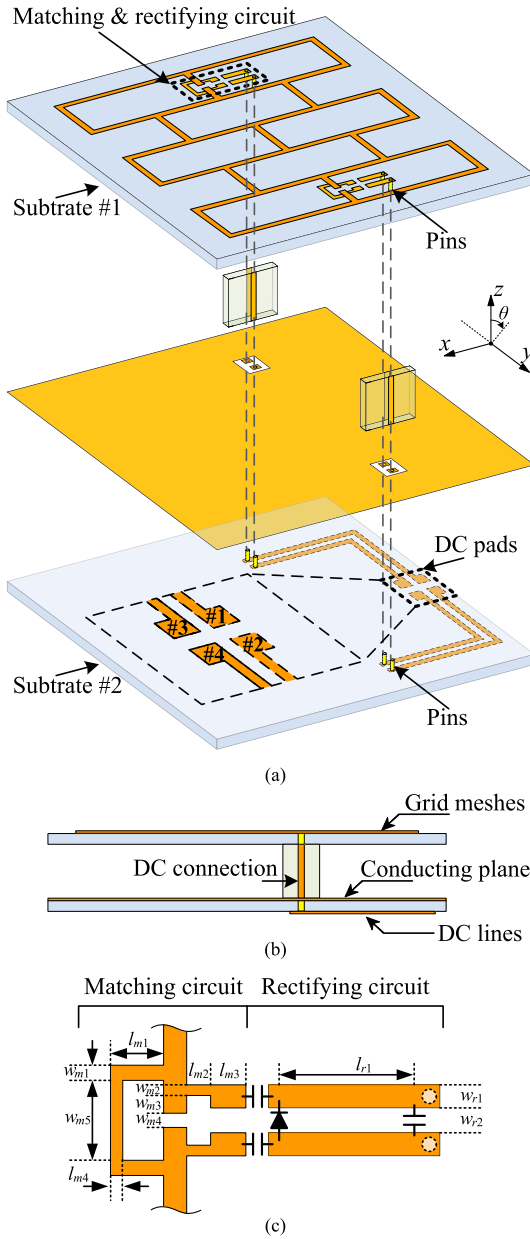 Matching & rectifying circuit
Subtrate #1
Pins
z
θ
x
y
DC pads
#1
#3
#2
#4
Subtrate #2
Pins
(a)
Grid meshes
DC connection
Conducting plane
DC lines
(b)
Matching circuit
Rectifying circuit
lm1
wm1
lm2
lm3
lr1
wm2
wm3
wm4
wm5
wr1
wr2
lm4
(c)